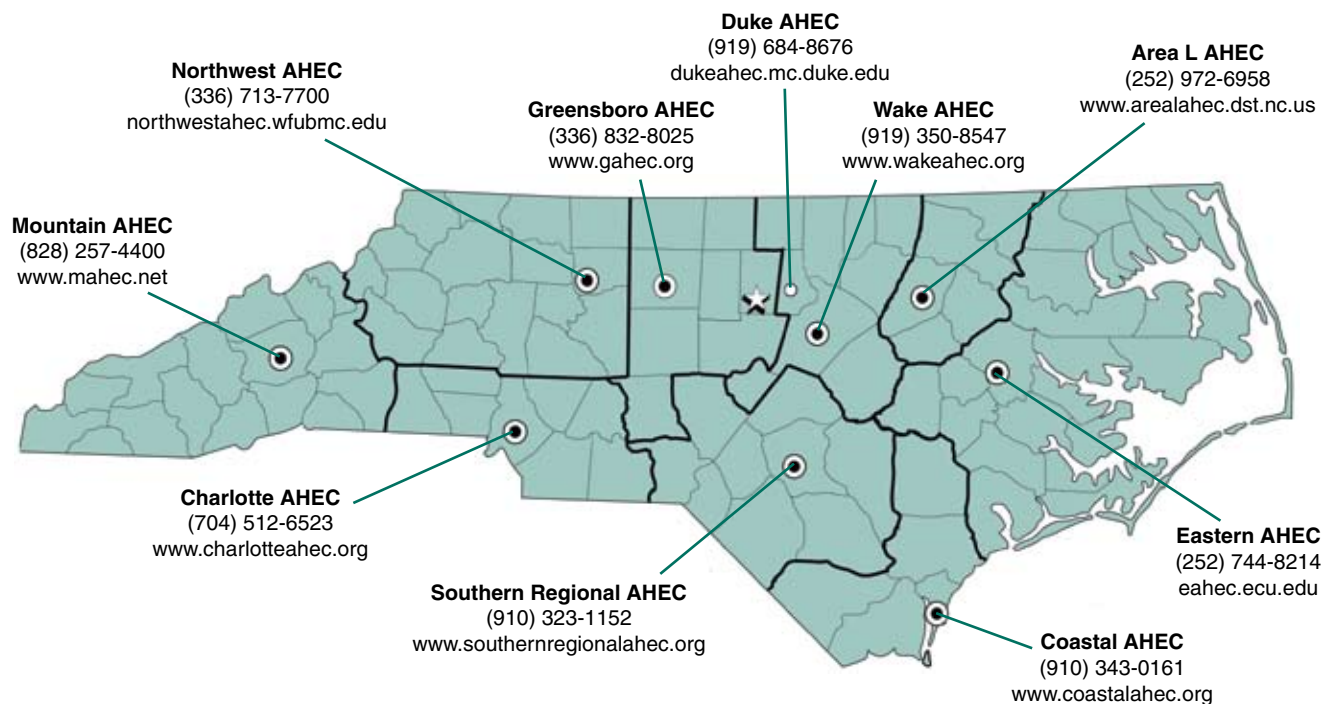 Duke AHEC
(919) 684-8676
dukeahec.mc.duke.edu
Northwest AHEC
(336) 713-7700
northwestahec.wfubmc.edu
Greensboro AHEC
(336) 832-8025
www.gahec.org
Wake AHEC
(919) 350-8547
www.wakeahec.org
Area L AHEC
(252) 972-6958
www.arealahec.dst.nc.us
Mountain AHEC
(828) 257-4400
www.mahec.net
Charlotte AHEC
(704) 512-6523
www.charlotteahec.org
Southern Regional AHEC
(910) 323-1152
www.southernregionalahec.org
Eastern AHEC
(252) 744-8214
eahec.ecu.edu
Coastal AHEC
(910) 343-0161
www.coastalahec.org